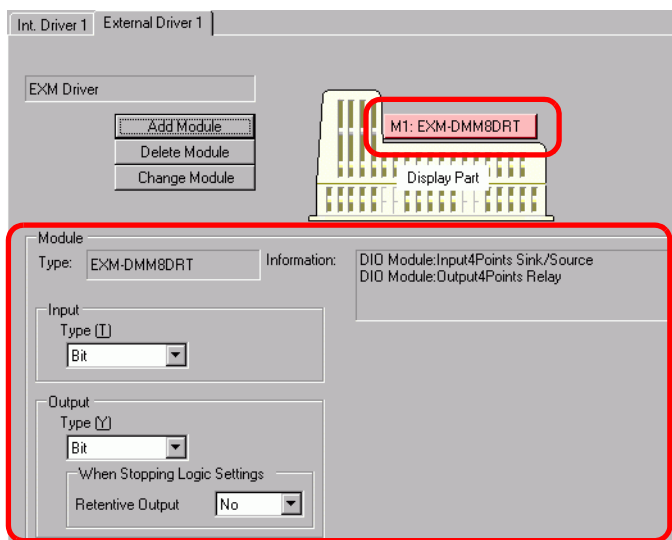 Int. Driver 1 External Driver 1
EXM Driver
Add Module
Delete Module
Change Module
M1: EXM-DMM8DRT
Display Part
Module
Type: EXM-DMM8DRT Information: DIO Module:Input4Points Sink/Source
DIO Module:Output4Points Relay
Input
Type (T)
Bit
Output
Type (Y)
Bit
When Stopping Logic Settings
Retentive Output No